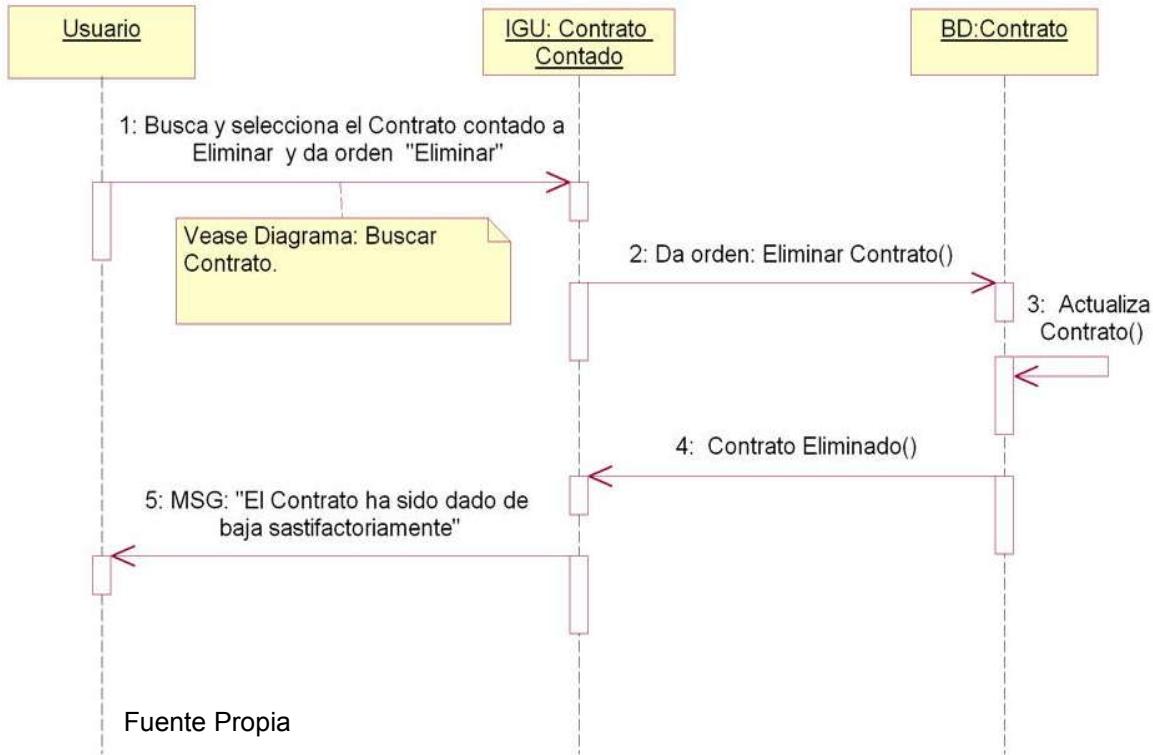 Usuario
IGU: Contrato
Contado
BD:Contrato
1: Busca y selecciona el Contrato contado a
Eliminar y da orden "Eliminar"
Vease Diagrama: Buscar
Contrato.
2: Da orden: Eliminar Contrato()
3: Actualiza
Contrato()
4: Contrato Eliminado()
5: MSG: "El Contrato ha sido dado de
baja sastifactoriamente"
Fuente Propia